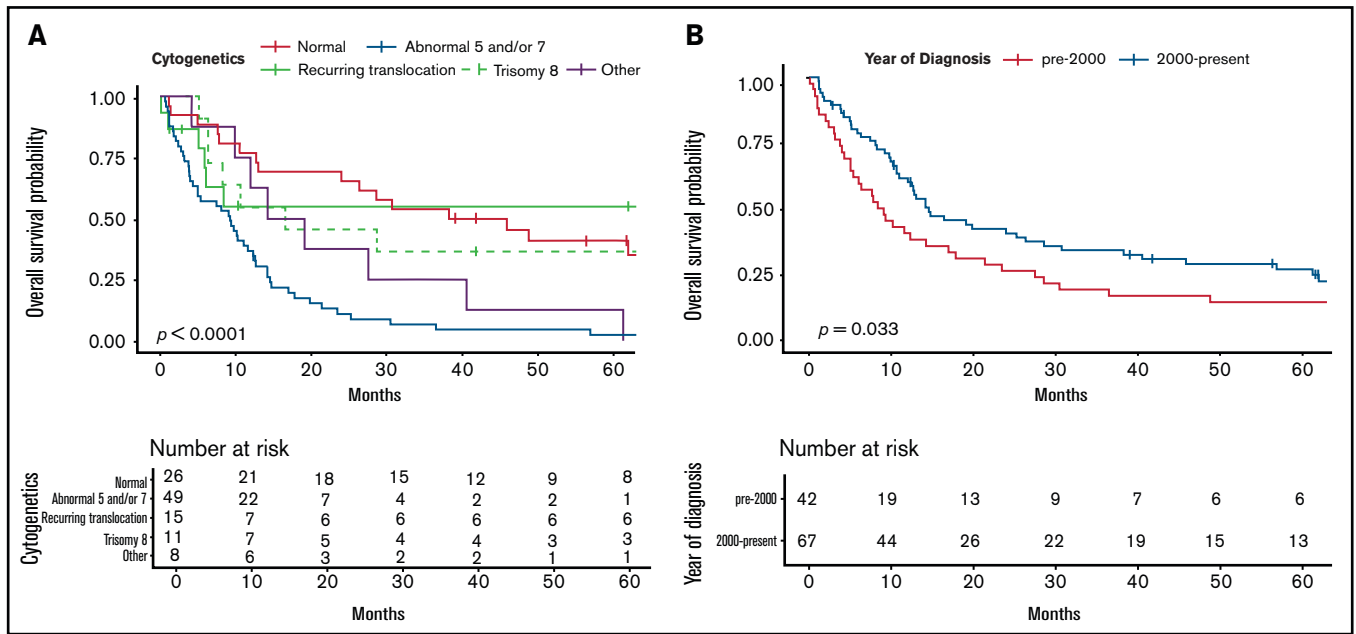 A
Cytogenetics
Normal
Abnormal 5 and/or 7
Recurring translocation
Trisomy 8
Other
Overall survival probability
1.00
0.75
0.50
0.25
0.00
p < 0.0001
0 10 20 30 40 50 60
Months
Number at risk
Cytogenetics
Normal 26 21 18 15 12 9 8
Abnormal 5 and/or 7 49 22 7 4 2 2 1
Recurring translocation 15 7 6 6 6 6 6
Trisomy 8 11 7 5 4 4 3 3
Other 8 6 3 2 2 1 1
0 10 20 30 40 50 60
Months
B
Year of Diagnosis
pre-2000
2000-present
Overall survival probability
1.00
0.75
0.50
0.25
0.00
p = 0.033
0 10 20 30 40 50 60
Months
Number at risk
Year of diagnosis
pre-2000 42 19 13 9 7 6 6
2000-present 67 44 26 22 19 15 13
0 10 20 30 40 50 60
Months